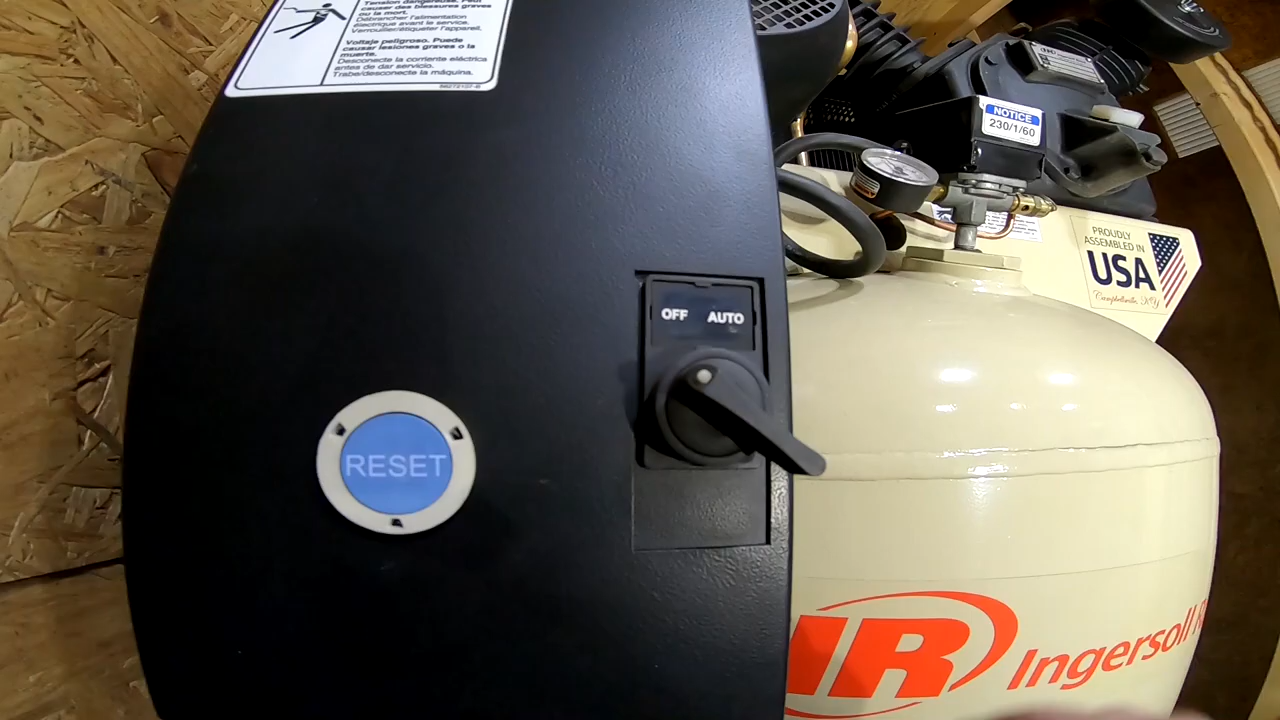 Tension dangereuse. Peut
causer des blessures graves
ou la mort.
Débrancher l'alimentation
électrique avant le service.
Verrouiller/étiqueter l'appareil.
Voltaje peligroso. Puede
causar lesiones graves o la
muerte.
Desconecte la corriente eléctrica
antes de dar servicio.
Trabe/desconecte la máquina.
NOTICE
230/1/60
PROUDLY
ASSEMBLED IN
USA
Campbellsville, KY
OFF AUTO
RESET
IR Ingersoll R